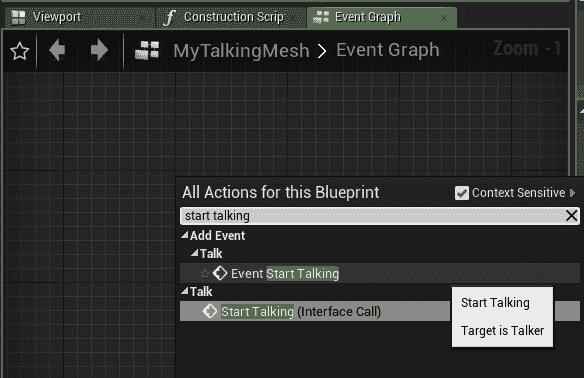 Viewport
Construction Scrip
Event Graph
MyTalkingMesh > Event Graph
Zoom -1
All Actions for this Blueprint
Context Sensitive
start talking
Add Event
Talk
Event Start Talking
Talk
Start Talking (Interface Call)
Start Talking
Target is Talker